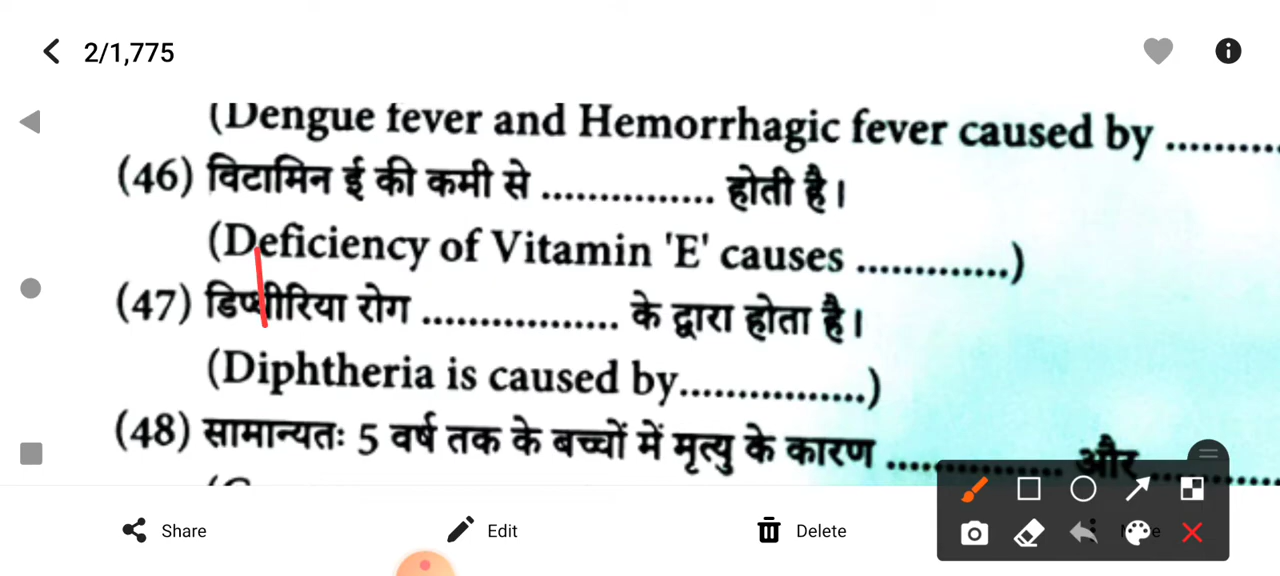 2/1,775
(Dengue fever and Hemorrhagic fever caused by ..........
(46) विटामिन ई की कमी से ............... होती है।
(Deficiency of Vitamin 'E' causes .............)
(47) डिप्थीरिया रोग ................. के द्वारा होता है।
(Diphtheria is caused by................)
(48) सामान्यतः 5 वर्ष तक के बच्चों में मृत्यु के कारण ............... और
Share Edit Delete